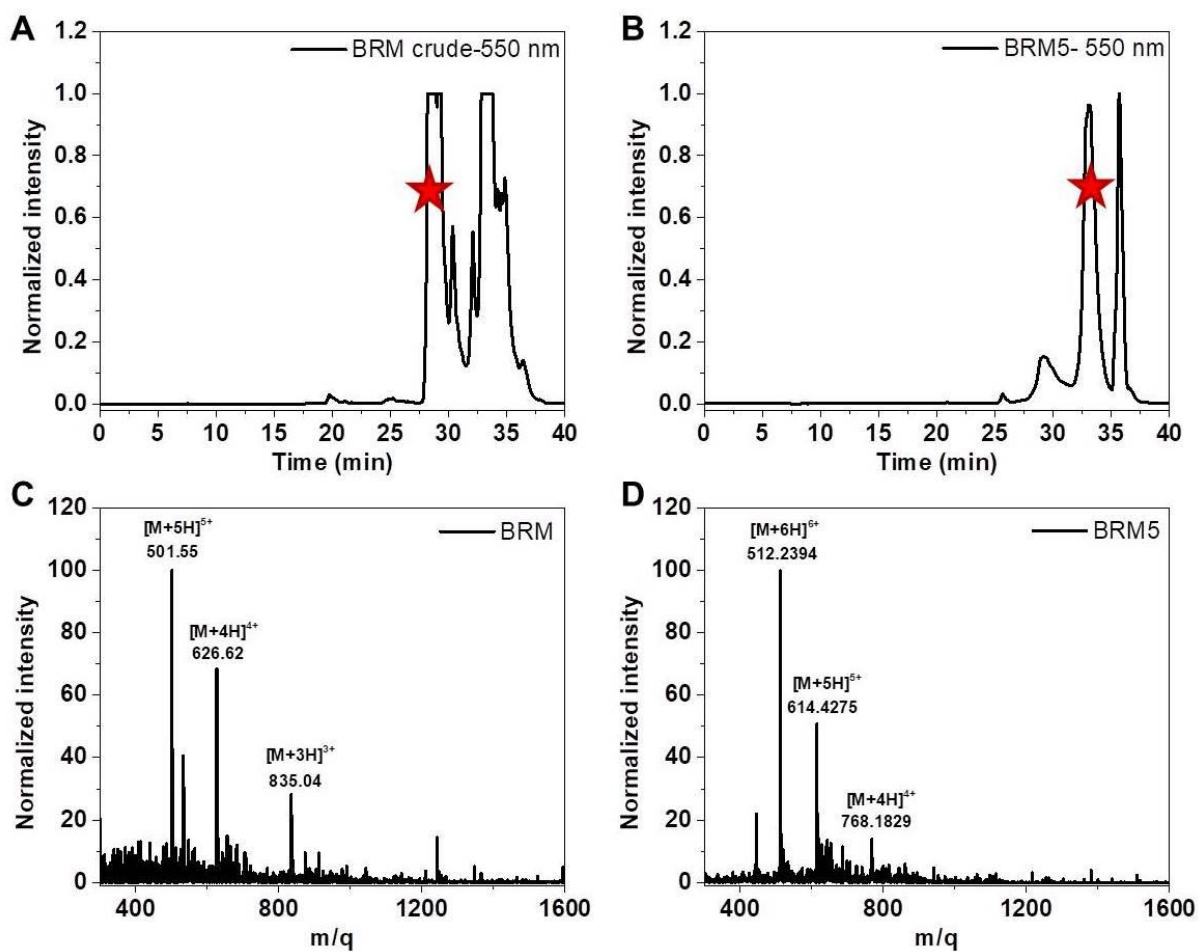 A
BRM crude-550 nm
Normalized intensity
1.2
1.0
0.8
0.6
0.4
0.2
0.0
0 5 10 15 20 25 30 35 40
Time (min)
B
BRM5- 550 nm
Normalized intensity
1.2
1.0
0.8
0.6
0.4
0.2
0.0
0 5 10 15 20 25 30 35 40
Time (min)
C
BRM
Normalized intensity
120
100
80
60
40
20
0
[M+5H]⁵⁺
501.55
[M+4H]⁴⁺
626.62
[M+3H]³⁺
835.04
400 800 1200 1600
m/q
D
BRM5
Normalized intensity
120
100
80
60
40
20
0
[M+6H]⁶⁺
512.2394
[M+5H]⁵⁺
614.4275
[M+4H]⁴⁺
768.1829
400 800 1200 1600
m/q